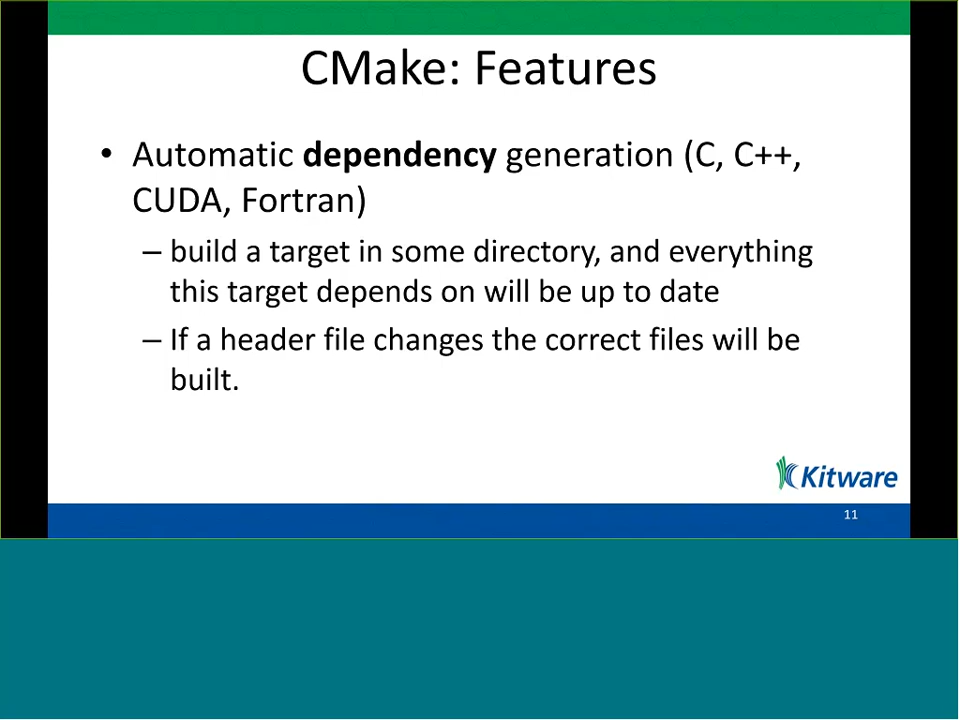 CMake: Features
• Automatic dependency generation (C, C++,
CUDA, Fortran)
– build a target in some directory, and everything
this target depends on will be up to date
– If a header file changes the correct files will be
built.
Kitware
11